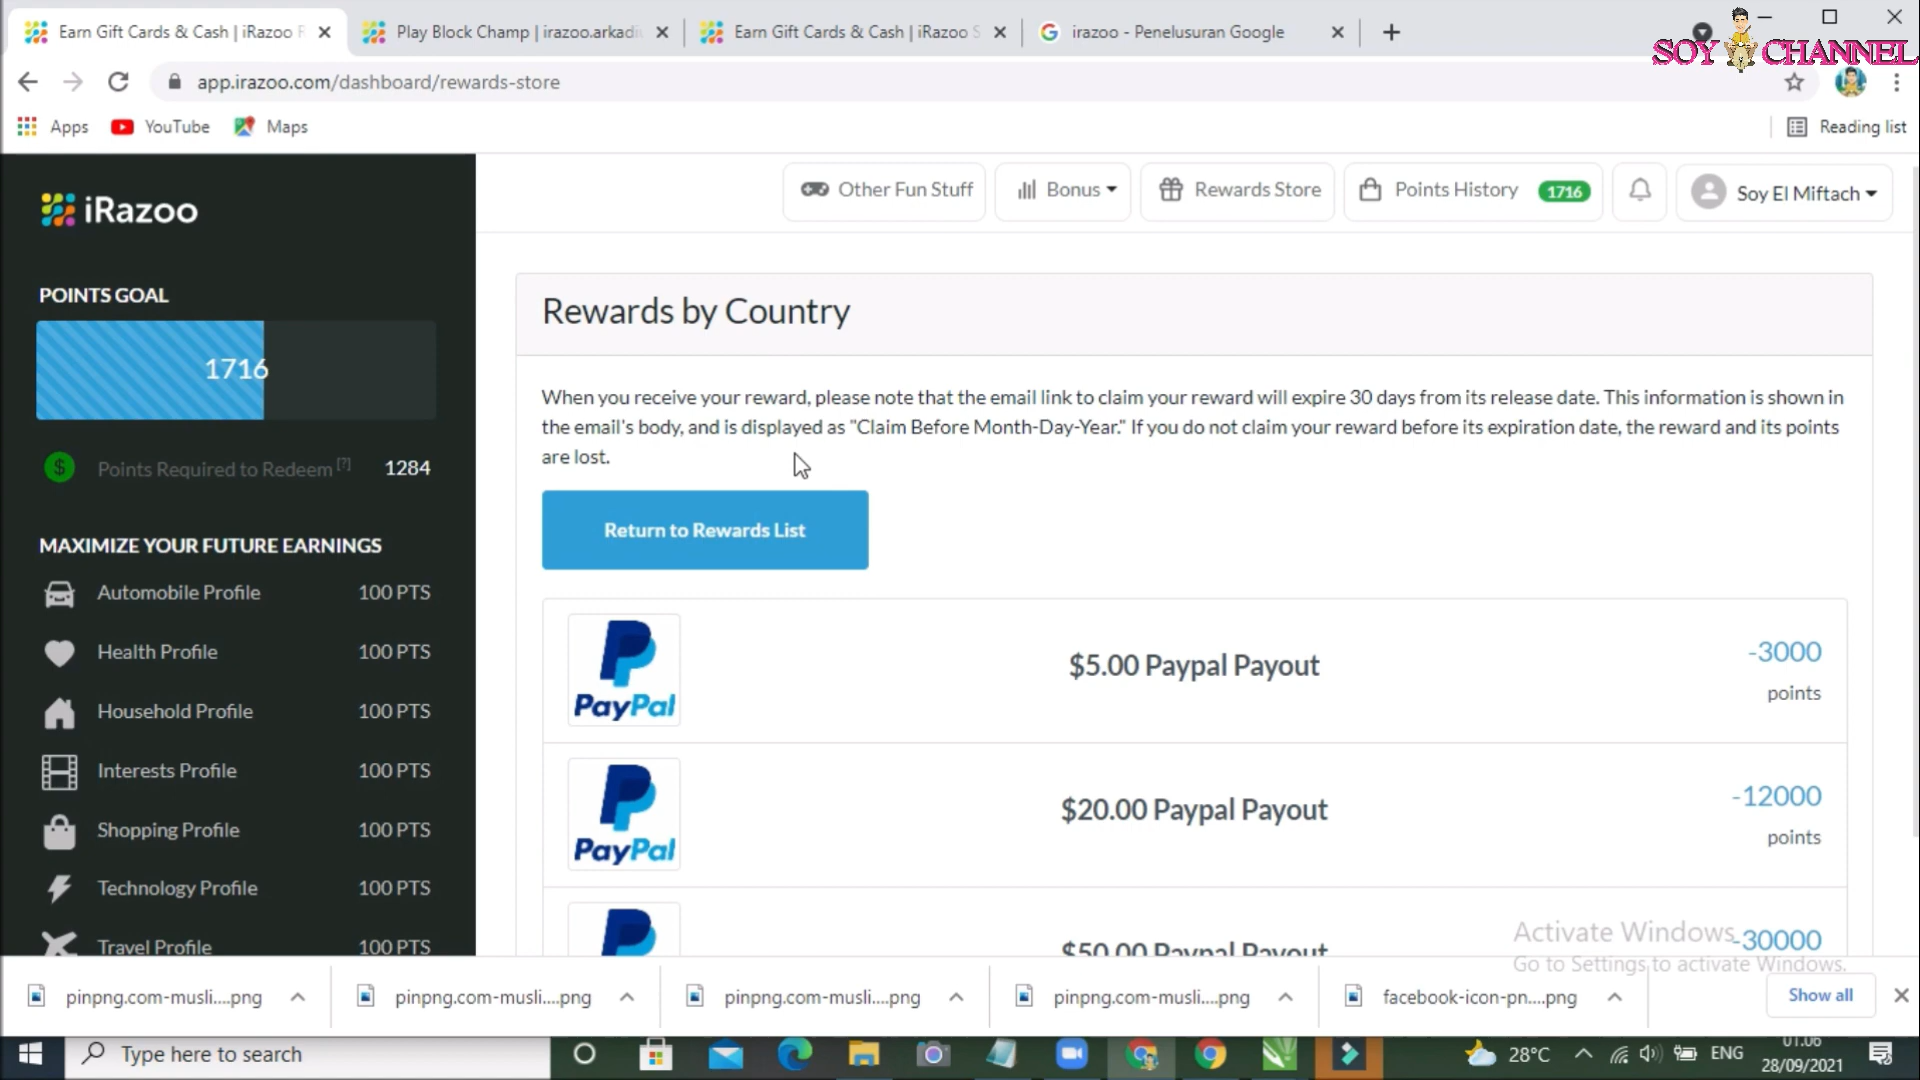 Earn Gift Cards & Cash | iRazoo R
Play Block Champ | irazoo.arkadi
Earn Gift Cards & Cash | iRazoo S
irazoo - Penelusuran Google
SOY CHANNEL
app.irazoo.com/dashboard/rewards-store
Apps
YouTube
Maps
Reading list
iRazoo
Other Fun Stuff
Bonus
Rewards Store
Points History 1716
Soy El Miftach
POINTS GOAL
1716
Points Required to Redeem [?] 1284
MAXIMIZE YOUR FUTURE EARNINGS
Automobile Profile 100 PTS
Health Profile 100 PTS
Household Profile 100 PTS
Interests Profile 100 PTS
Shopping Profile 100 PTS
Technology Profile 100 PTS
Travel Profile 100 PTS
Rewards by Country
When you receive your reward, please note that the email link to claim your reward will expire 30 days from its release date. This information is shown in
the email's body, and is displayed as "Claim Before Month-Day-Year." If you do not claim your reward before its expiration date, the reward and its points
are lost.
Return to Rewards List
PayPal
$5.00 Paypal Payout
-3000
points
PayPal
$20.00 Paypal Payout
-12000
points
$50.00 Paypal Payout
-30000
Activate Windows
Go to Settings to activate Windows.
pinpng.com-musli....png
pinpng.com-musli....png
pinpng.com-musli....png
pinpng.com-musli....png
facebook-icon-pn....png
Show all
Type here to search
28°C
ENG
01.06
28/09/2021